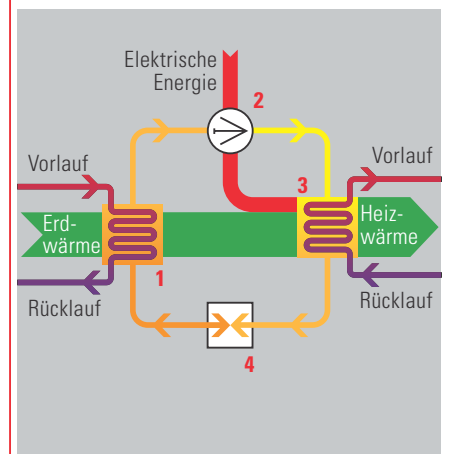 Elektrische
Energie
2
Vorlauf
Vorlauf
3
Erd-
wärme
Heiz-
wärme
1
Rücklauf
Rücklauf
4